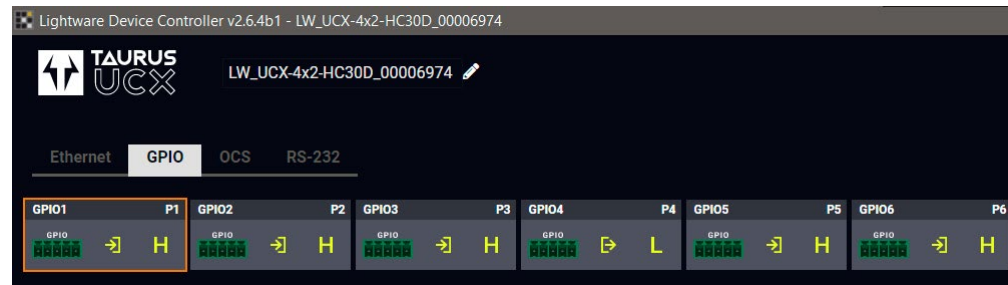 Lightware Device Controller v2.6.4b1 - LW_UCX-4x2-HC30D_00006974
TAURUS
UCX
LW_UCX-4x2-HC30D_00006974
Ethernet GPIO OCS RS-232
GPIO1 P1 GPIO2 P2 GPIO3 P3 GPIO4 P4 GPIO5 P5 GPIO6 P6
GPIO H GPIO H GPIO H GPIO L GPIO H GPIO H